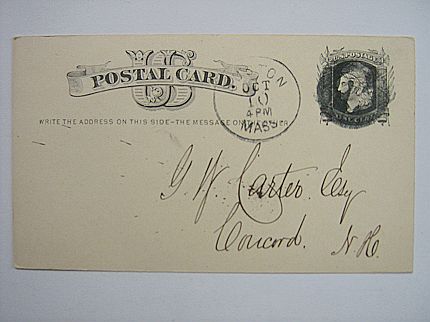 US
POSTAL CARD.
WRITE THE ADDRESS ON THIS SIDE-THE MESSAGE ON THE OTHER
OCT
10
4 PM
MASS
U.S. POSTAGE
ONE CENT
G. W. Carter, Esq
Concord. N. H.